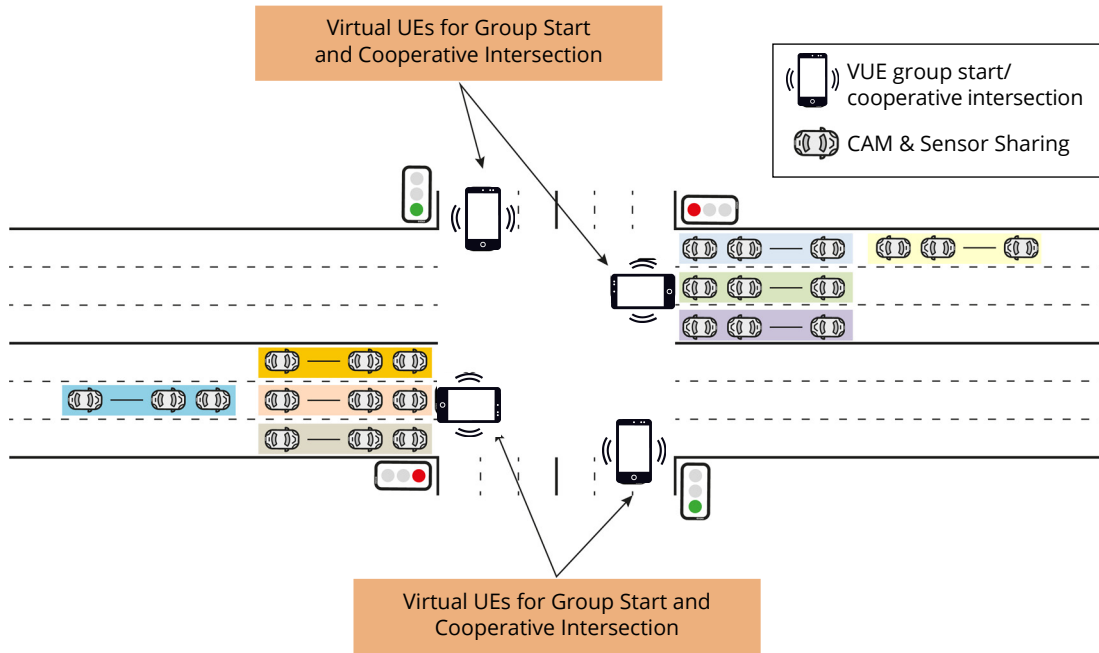 Virtual UEs for Group Start
and Cooperative Intersection
VUE group start/
cooperative intersection
CAM & Sensor Sharing
Virtual UEs for Group Start and
Cooperative Intersection